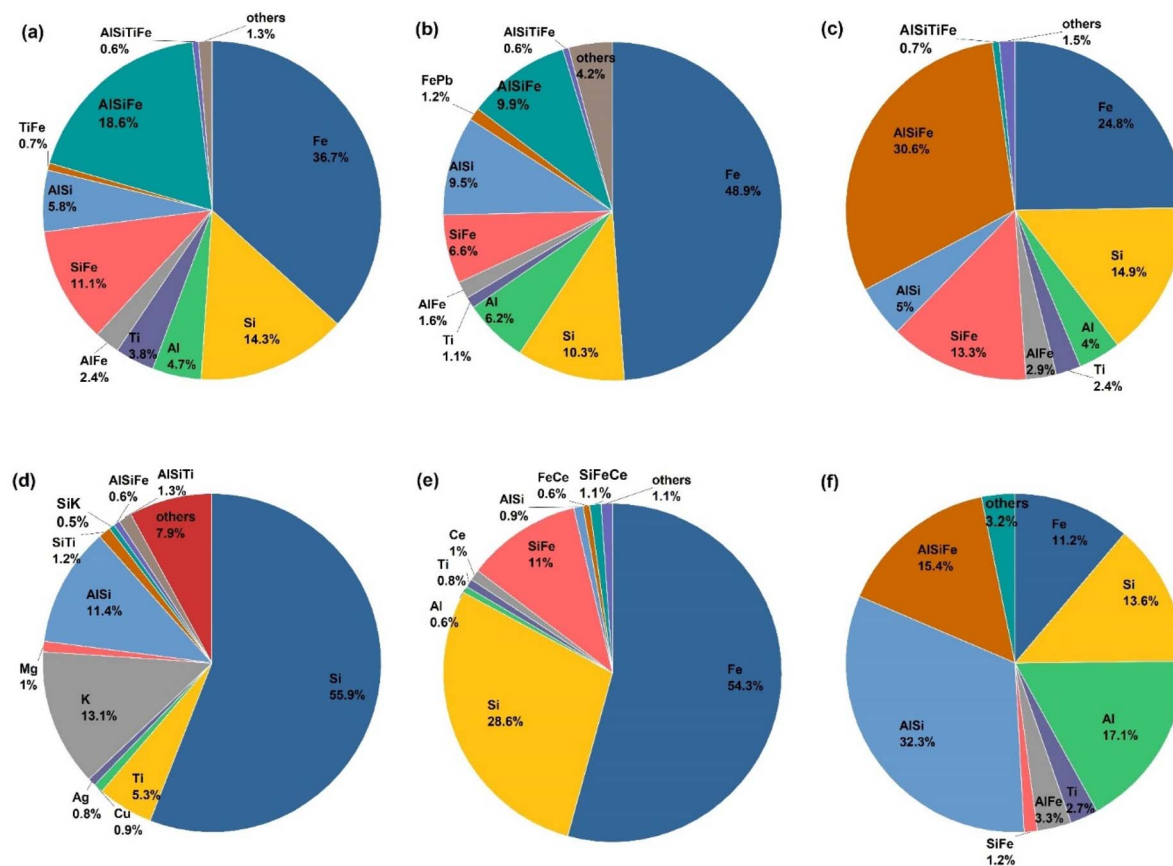 (a)
AlSiTiFe
0.6%
others
1.3%
AlSiFe
18.6%
Fe
36.7%
TiFe
0.7%
AlSi
5.8%
SiFe
11.1%
AlFe
2.4%
Ti
3.8%
Al
4.7%
Si
14.3%
(b)
AlSiTiFe
0.6%
others
4.2%
FePb
1.2%
AlSiFe
9.9%
AlSi
9.5%
Fe
48.9%
SiFe
6.6%
AlFe
1.6%
Ti
1.1%
Al
6.2%
Si
10.3%
(c)
AlSiTiFe
0.7%
others
1.5%
Fe
24.8%
AlSiFe
30.6%
AlSi
5%
SiFe
13.3%
AlFe
2.9%
Ti
2.4%
Al
4%
Si
14.9%
(d)
SiK
0.5%
AlSiFe
0.6%
AlSiTi
1.3%
others
7.9%
SiTi
1.2%
AlSi
11.4%
Mg
1%
K
13.1%
Si
55.9%
Ag
0.8%
Cu
0.9%
Ti
5.3%
(e)
AlSi
0.9%
FeCe
0.6%
SiFeCe
1.1%
others
1.1%
Ce
1%
Ti
0.8%
Al
0.6%
SiFe
11%
Si
28.6%
Fe
54.3%
(f)
others
3.2%
Fe
11.2%
AlSiFe
15.4%
Si
13.6%
AlSi
32.3%
Al
17.1%
SiFe
1.2%
AlFe
3.3%
Ti
2.7%